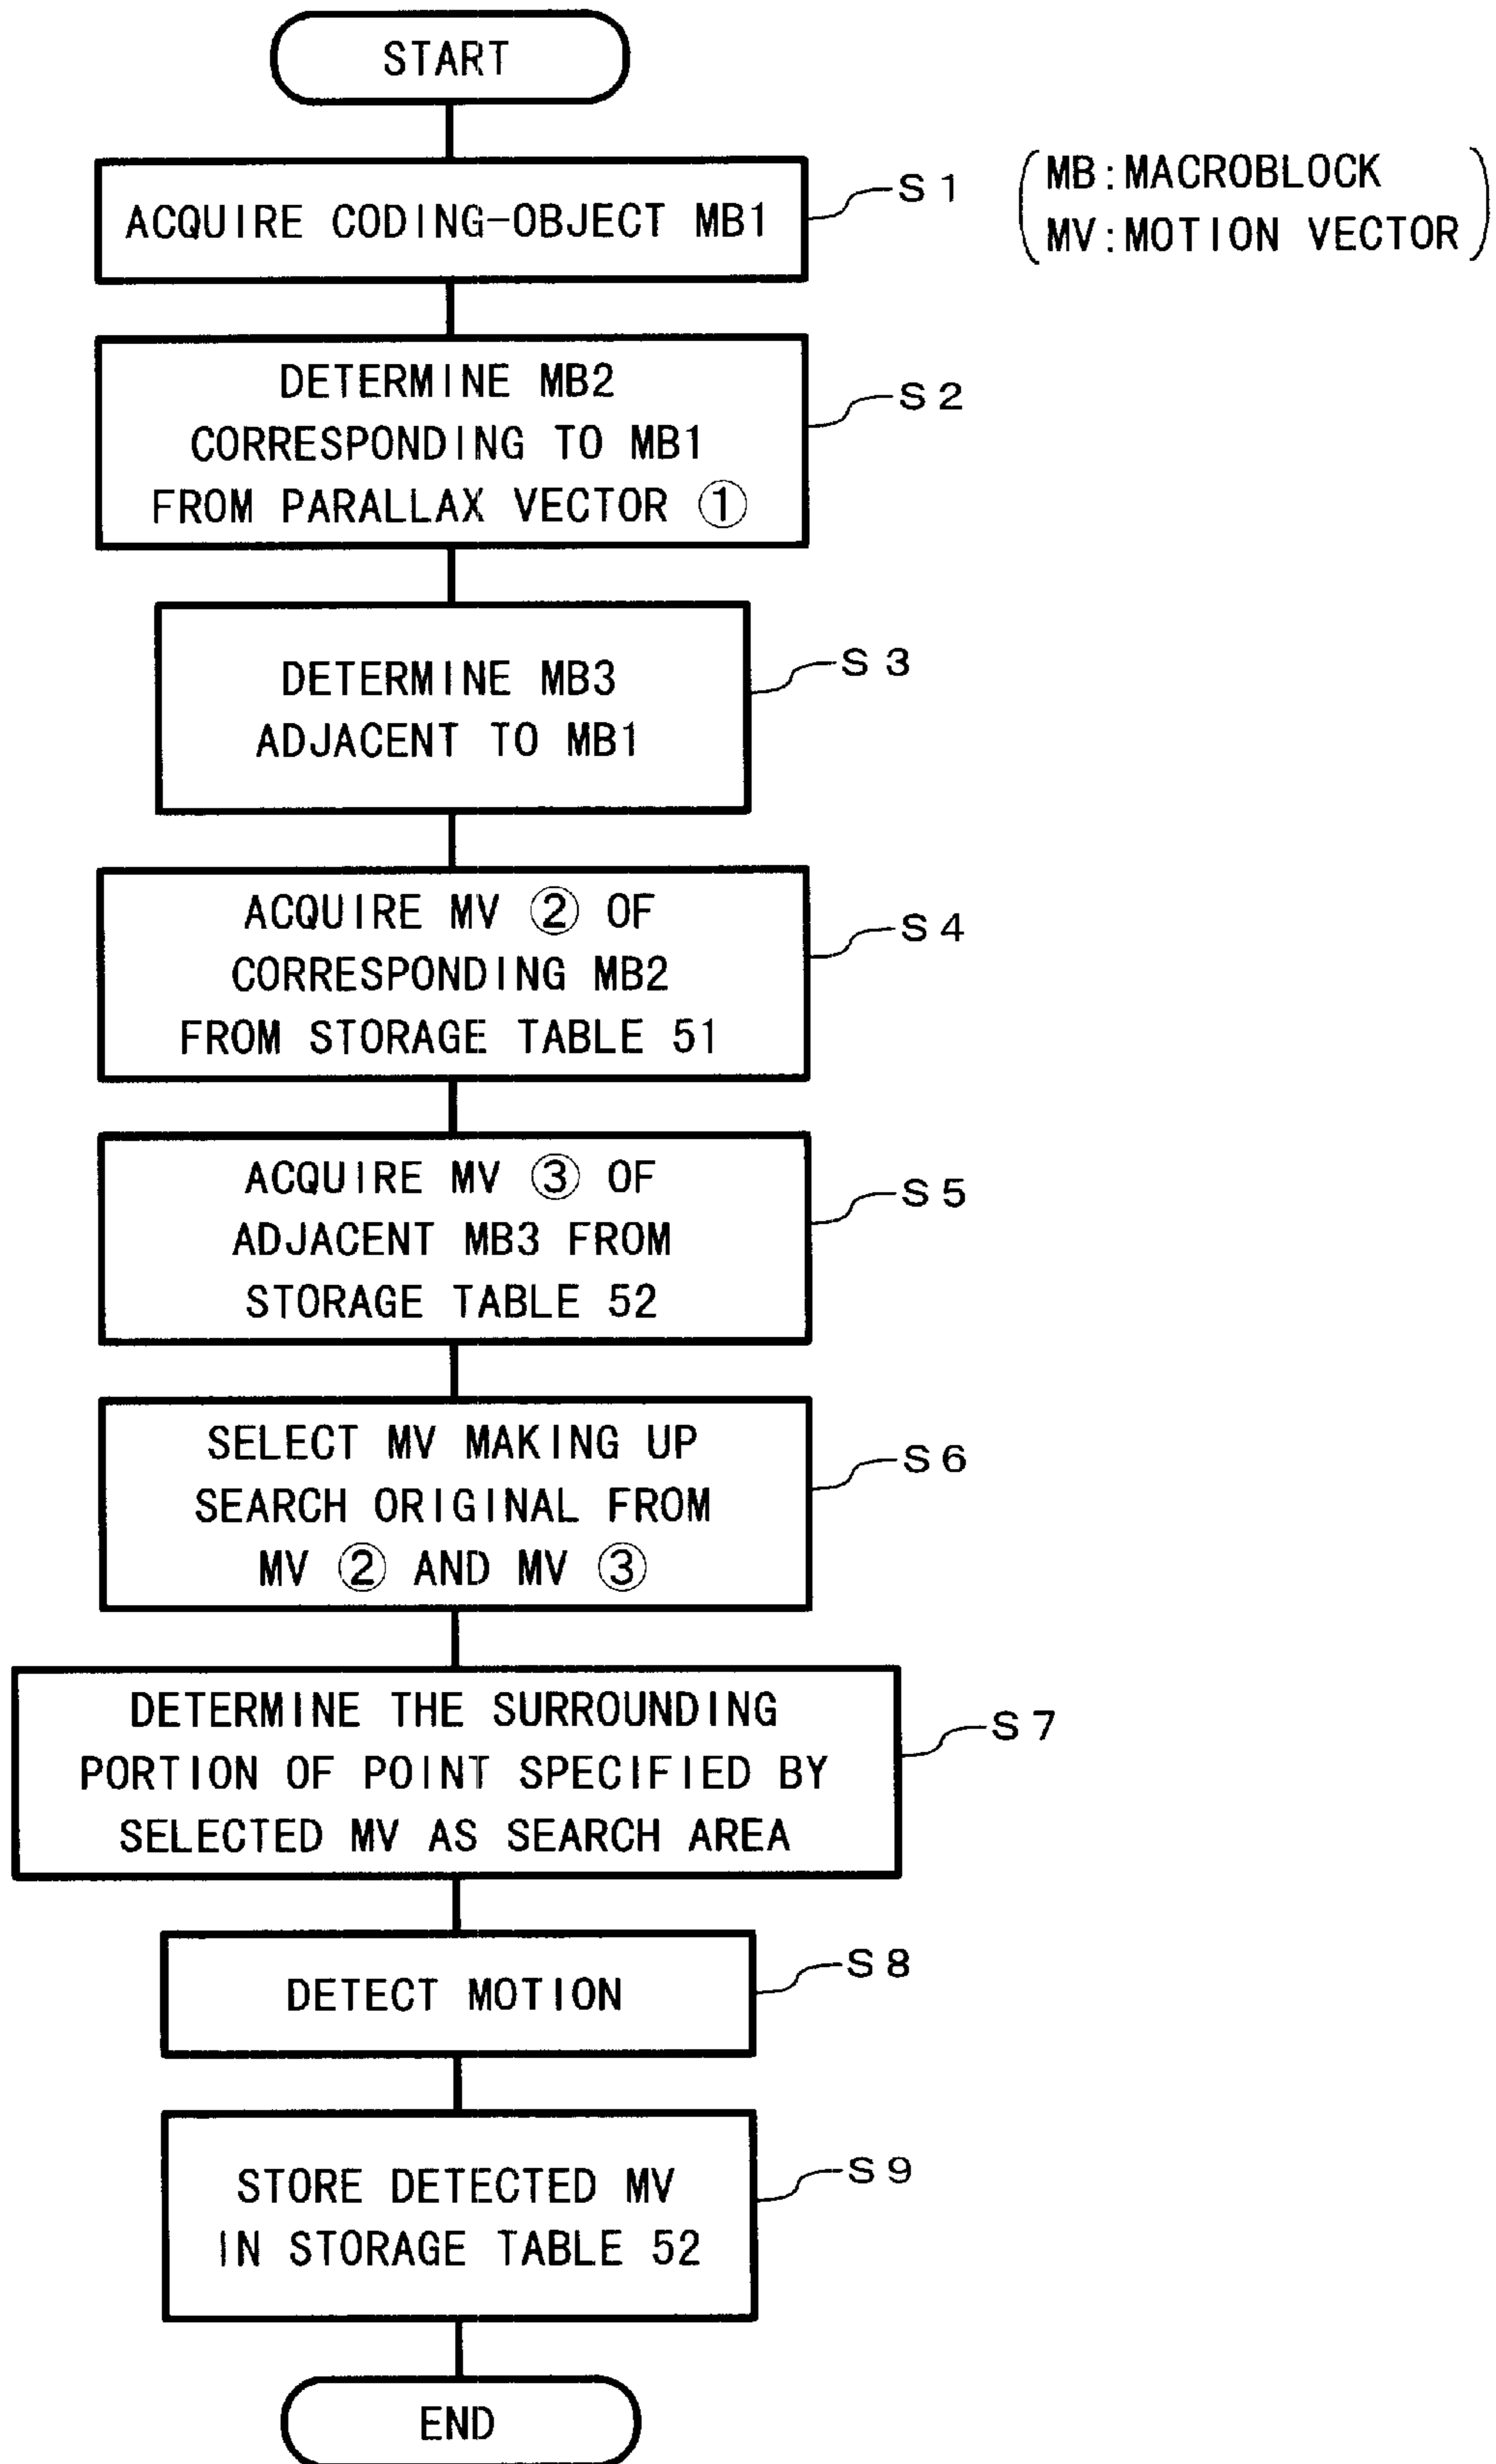 START
ACQUIRE CODING-OBJECT MB1
S1
MB:MACROBLOCK
MV:MOTION VECTOR
DETERMINE MB2
CORRESPONDING TO MB1
FROM PARALLAX VECTOR ①
S2
DETERMINE MB3
ADJACENT TO MB1
S3
ACQUIRE MV ② OF
CORRESPONDING MB2
FROM STORAGE TABLE 51
S4
ACQUIRE MV ③ OF
ADJACENT MB3 FROM
STORAGE TABLE 52
S5
SELECT MV MAKING UP
SEARCH ORIGINAL FROM
MV ② AND MV ③
S6
DETERMINE THE SURROUNDING
PORTION OF POINT SPECIFIED BY
SELECTED MV AS SEARCH AREA
S7
DETECT MOTION
S8
STORE DETECTED MV
IN STORAGE TABLE 52
S9
END